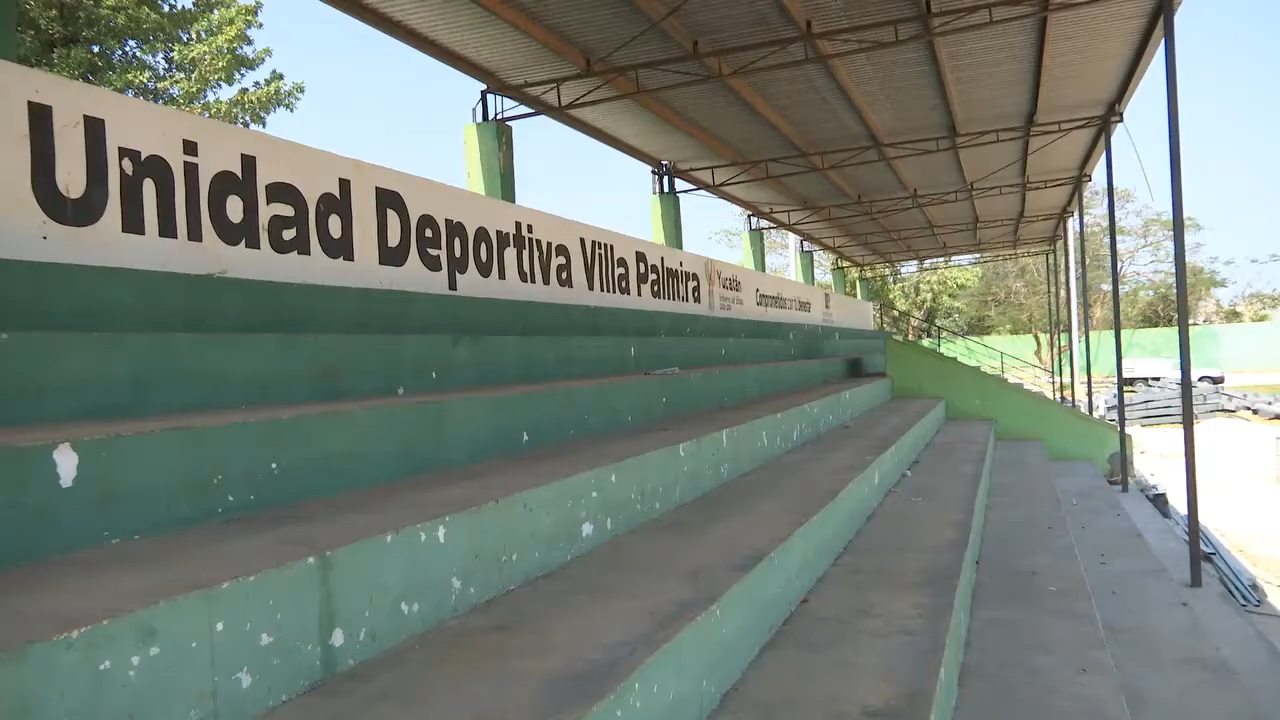 Unidad Deportiva Villa Palmira
Yucatán
Comprometidos con tu bienestar